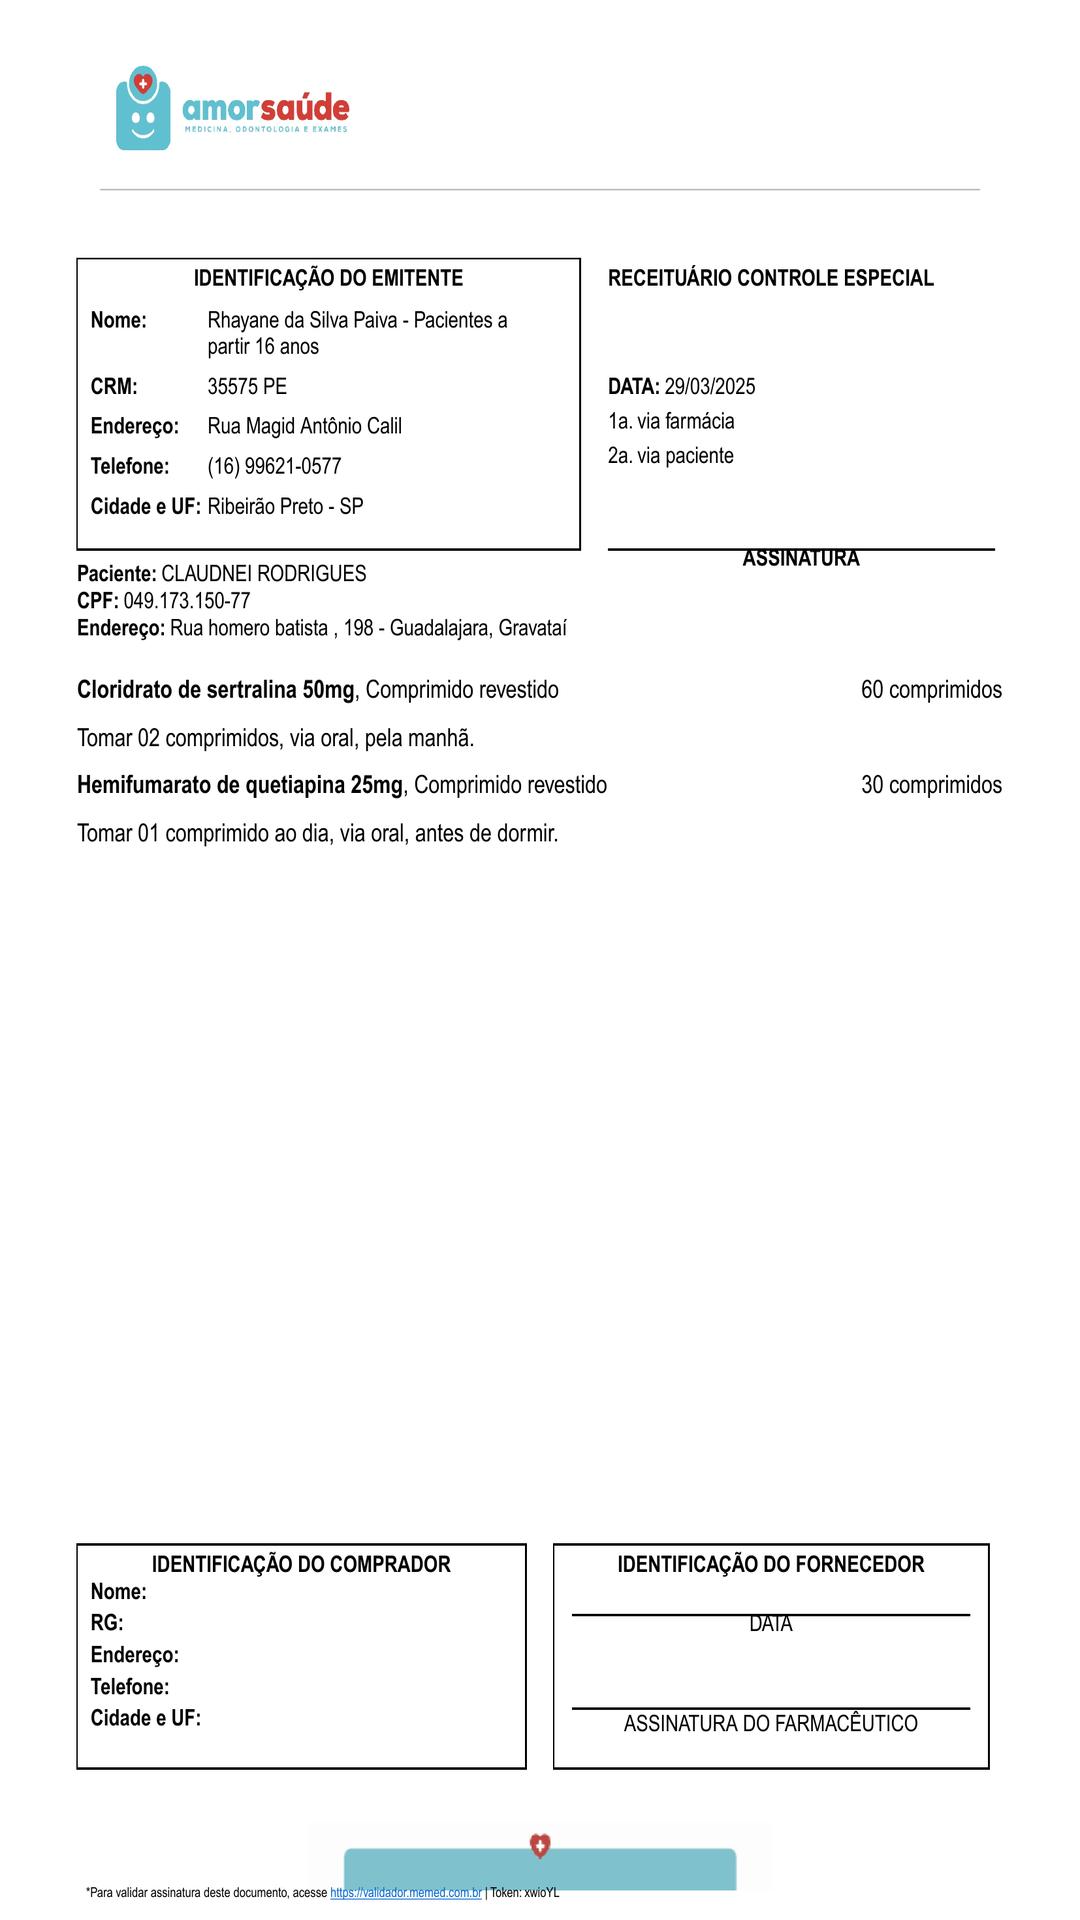 amorsaúde
MEDICINA, ODONTOLOGIA E EXAMES
IDENTIFICAÇÃO DO EMITENTE
Nome: Rhayane da Silva Paiva - Pacientes a
partir 16 anos
CRM: 35575 PE
Endereço: Rua Magid Antônio Calil
Telefone: (16) 99621-0577
Cidade e UF: Ribeirão Preto - SP
RECEITUÁRIO CONTROLE ESPECIAL
DATA: 29/03/2025
1a. via farmácia
2a. via paciente
ASSINATURA
Paciente: CLAUDNEI RODRIGUES
CPF: 049.173.150-77
Endereço: Rua homero batista , 198 - Guadalajara, Gravataí
Cloridrato de sertralina 50mg, Comprimido revestido 60 comprimidos
Tomar 02 comprimidos, via oral, pela manhã.
Hemifumarato de quetiapina 25mg, Comprimido revestido 30 comprimidos
Tomar 01 comprimido ao dia, via oral, antes de dormir.
IDENTIFICAÇÃO DO COMPRADOR
Nome:
RG:
Endereço:
Telefone:
Cidade e UF:
IDENTIFICAÇÃO DO FORNECEDOR
DATA
ASSINATURA DO FARMACÊUTICO
*Para validar assinatura deste documento, acesse https://validador.memed.com.br | Token: xwioYL